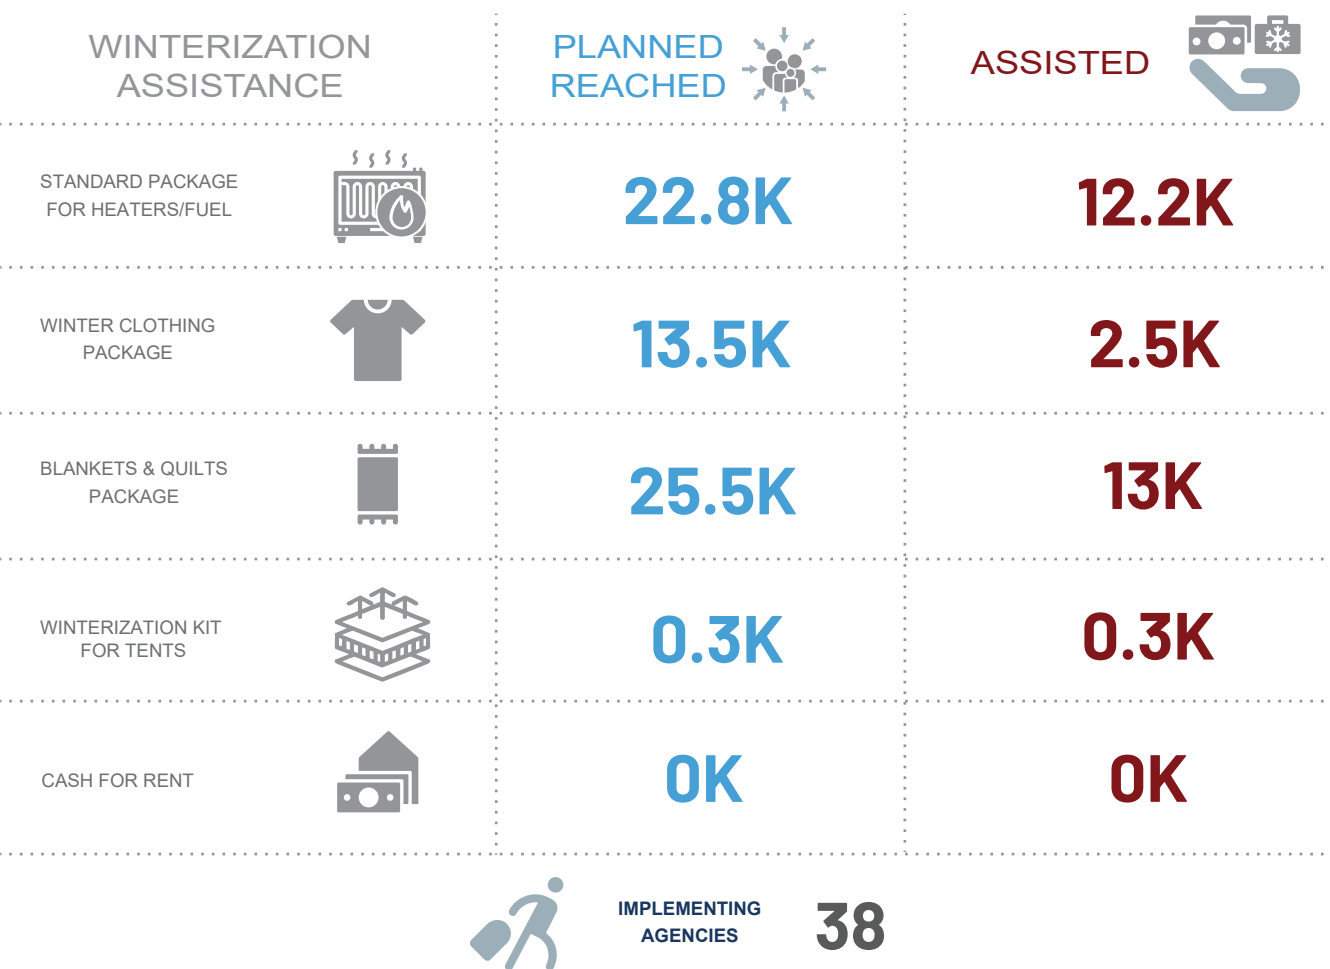 WINTERIZATION
ASSISTANCE
PLANNED
REACHED
ASSISTED
STANDARD PACKAGE
FOR HEATERS/FUEL
22.8K
12.2K
WINTER CLOTHING
PACKAGE
13.5K
2.5K
BLANKETS & QUILTS
PACKAGE
25.5K
13K
WINTERIZATION KIT
FOR TENTS
0.3K
0.3K
CASH FOR RENT
0K
0K
IMPLEMENTING
AGENCIES
38